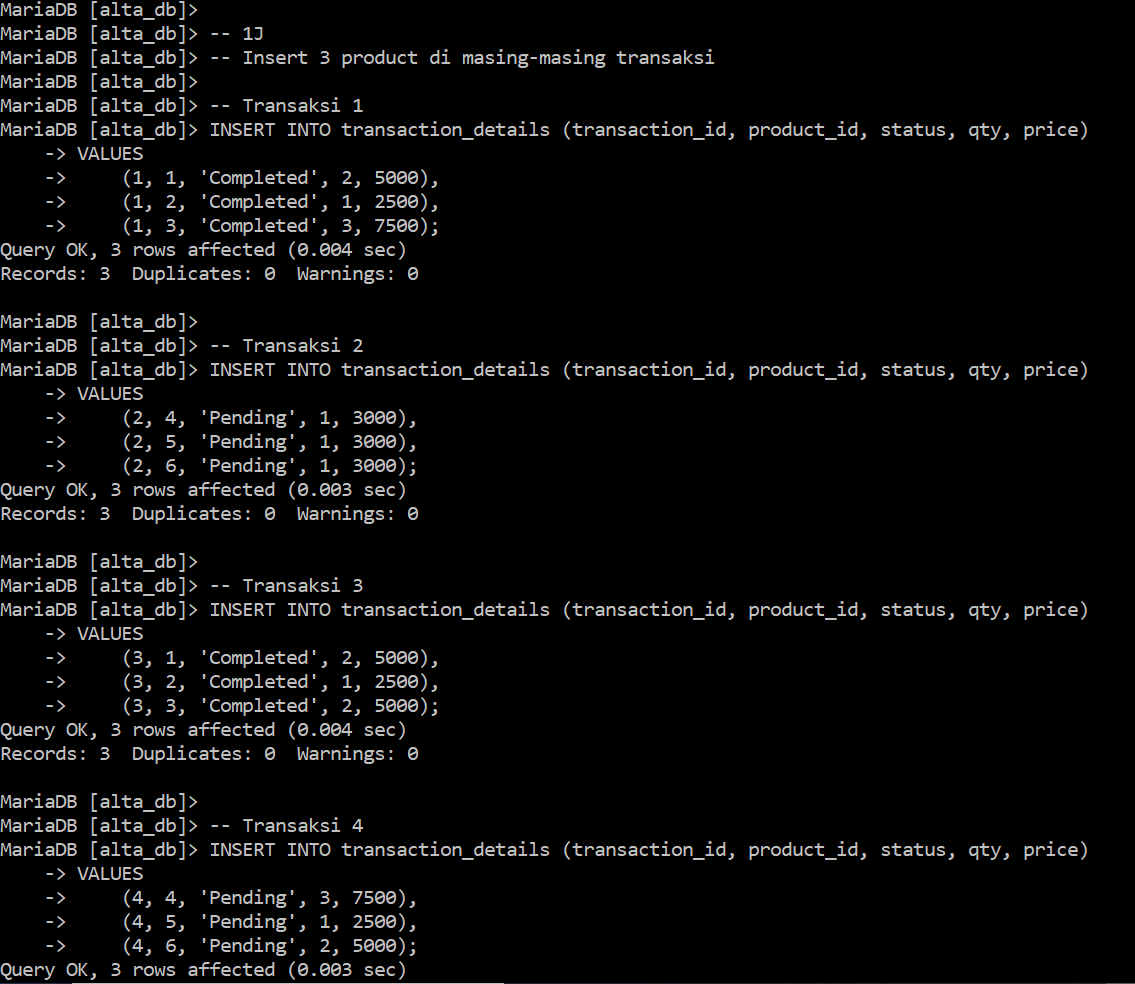 MariaDB [alta_db]>
MariaDB [alta_db]> -- 1J
MariaDB [alta_db]> -- Insert 3 product di masing-masing transaksi
MariaDB [alta_db]>
MariaDB [alta_db]> -- Transaksi 1
MariaDB [alta_db]> INSERT INTO transaction_details (transaction_id, product_id, status, qty, price)
    -> VALUES
    ->     (1, 1, 'Completed', 2, 5000),
    ->     (1, 2, 'Completed', 1, 2500),
    ->     (1, 3, 'Completed', 3, 7500);
Query OK, 3 rows affected (0.004 sec)
Records: 3  Duplicates: 0  Warnings: 0

MariaDB [alta_db]>
MariaDB [alta_db]> -- Transaksi 2
MariaDB [alta_db]> INSERT INTO transaction_details (transaction_id, product_id, status, qty, price)
    -> VALUES
    ->     (2, 4, 'Pending', 1, 3000),
    ->     (2, 5, 'Pending', 1, 3000),
    ->     (2, 6, 'Pending', 1, 3000);
Query OK, 3 rows affected (0.003 sec)
Records: 3  Duplicates: 0  Warnings: 0

MariaDB [alta_db]>
MariaDB [alta_db]> -- Transaksi 3
MariaDB [alta_db]> INSERT INTO transaction_details (transaction_id, product_id, status, qty, price)
    -> VALUES
    ->     (3, 1, 'Completed', 2, 5000),
    ->     (3, 2, 'Completed', 1, 2500),
    ->     (3, 3, 'Completed', 2, 5000);
Query OK, 3 rows affected (0.004 sec)
Records: 3  Duplicates: 0  Warnings: 0

MariaDB [alta_db]>
MariaDB [alta_db]> -- Transaksi 4
MariaDB [alta_db]> INSERT INTO transaction_details (transaction_id, product_id, status, qty, price)
    -> VALUES
    ->     (4, 4, 'Pending', 3, 7500),
    ->     (4, 5, 'Pending', 1, 2500),
    ->     (4, 6, 'Pending', 2, 5000);
Query OK, 3 rows affected (0.003 sec)